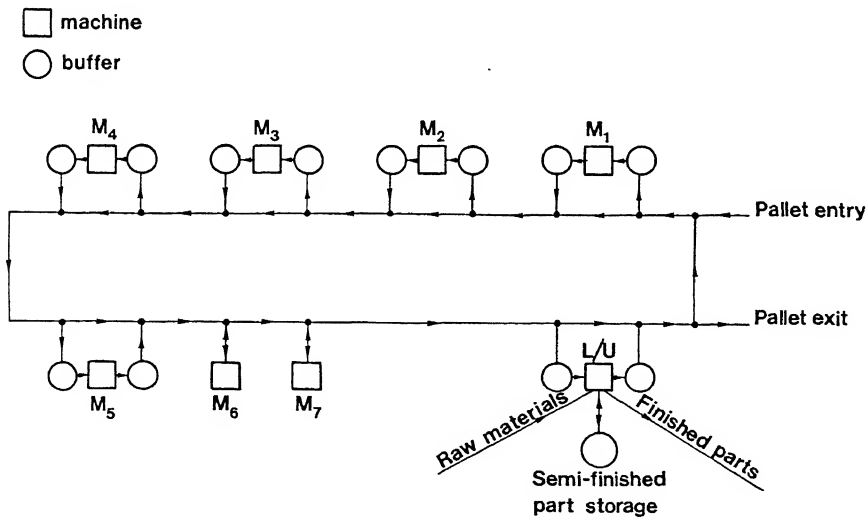 machine
buffer
M4
M3
M2
M1
Pallet entry
Pallet exit
L/U
M5
M6
M7
Raw materials
Finished parts
Semi-finished
part storage